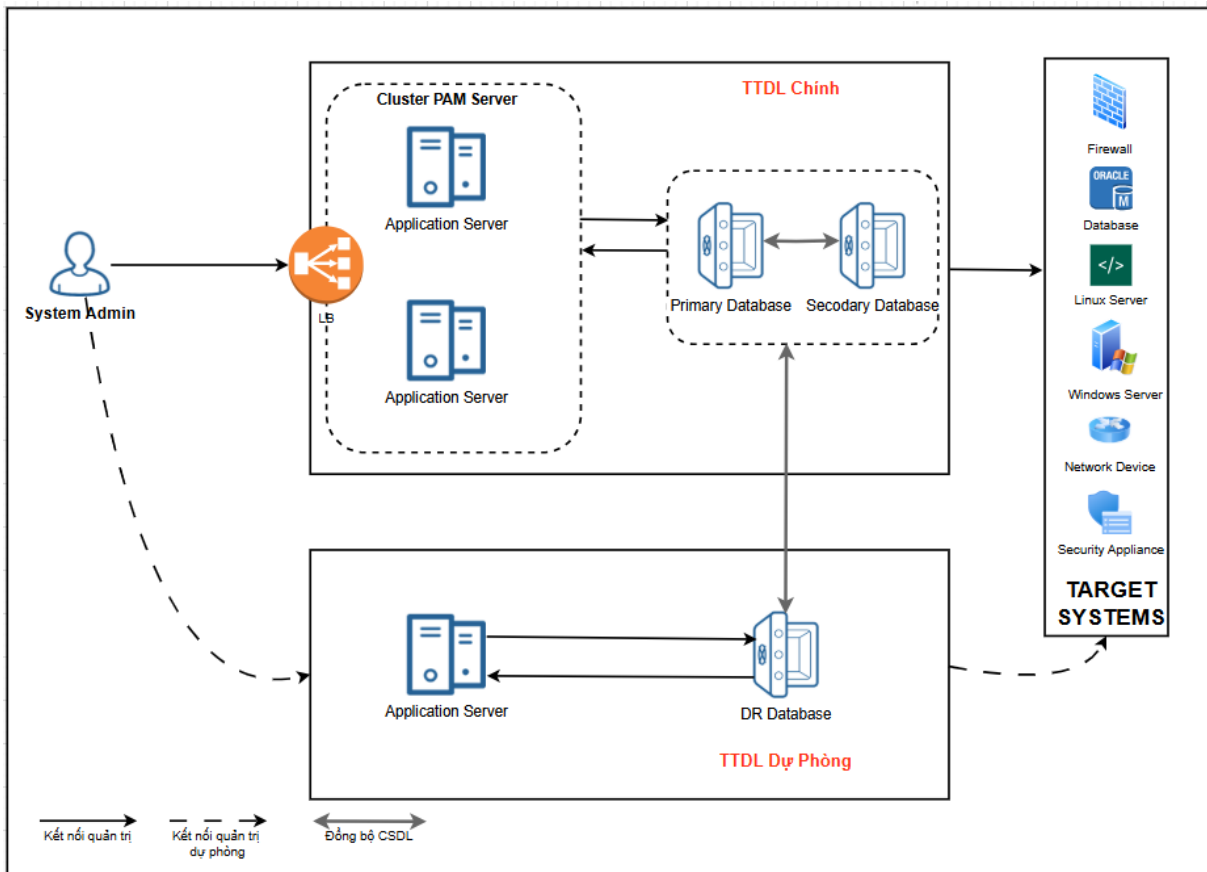 TTDL Chính
Cluster PAM Server
Application Server
Application Server
LB
System Admin
Primary Database
Secodary Database
Firewall
ORACLE
M
Database
</>
Linux Server
Windows Server
Network Device
Security Appliance
TARGET
SYSTEMS
Application Server
DR Database
TTDL Dự Phòng
Kết nối quản trị
Kết nối quản trị
dự phòng
Đồng bộ CSDL